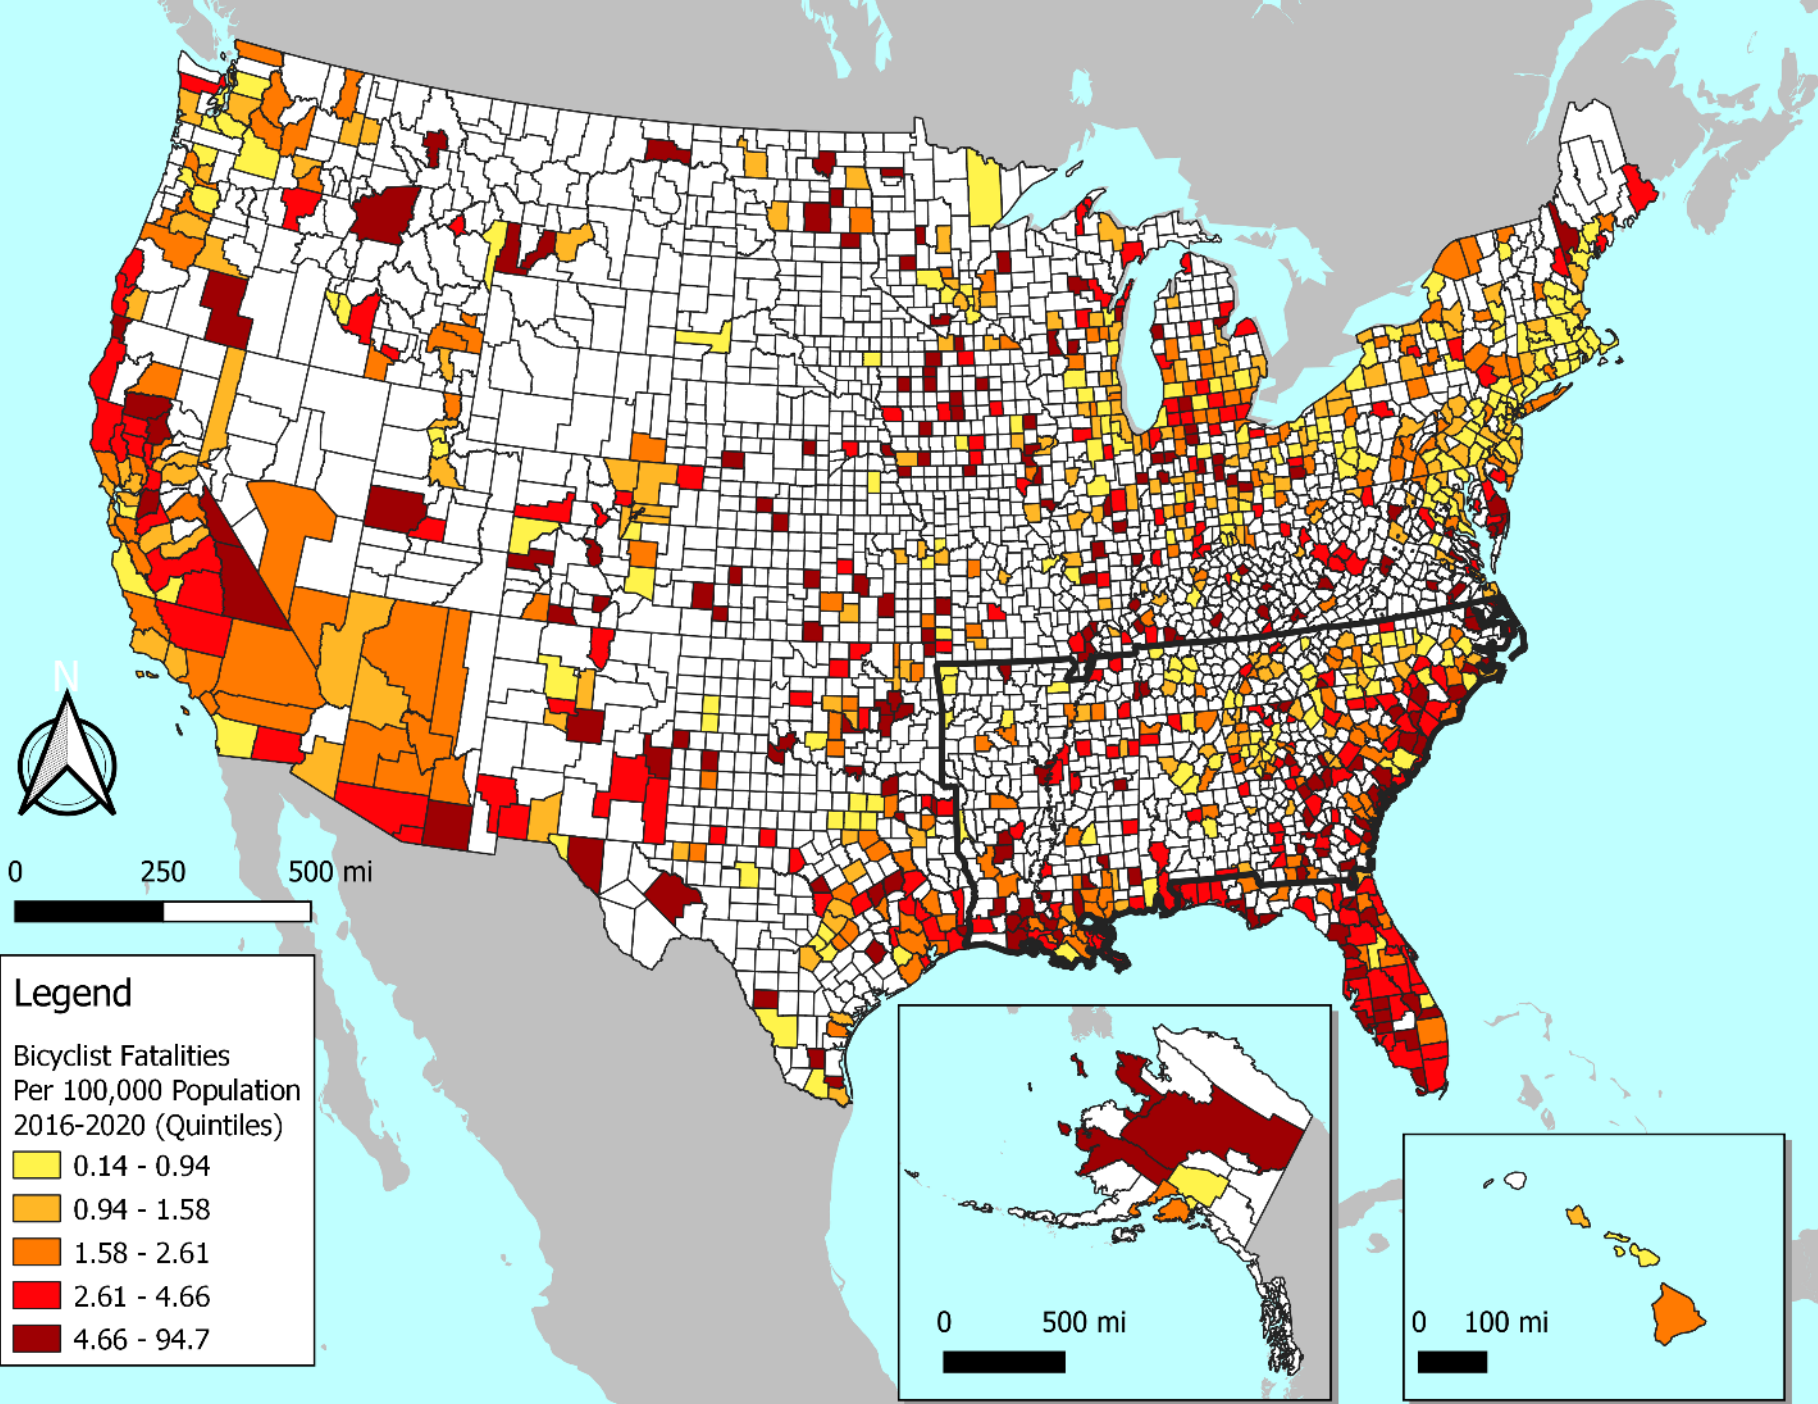 N
0 250 500 mi
Legend
Bicyclist Fatalities
Per 100,000 Population
2016-2020 (Quintiles)
0.14 - 0.94
0.94 - 1.58
1.58 - 2.61
2.61 - 4.66
4.66 - 94.7
0 500 mi
0 100 mi